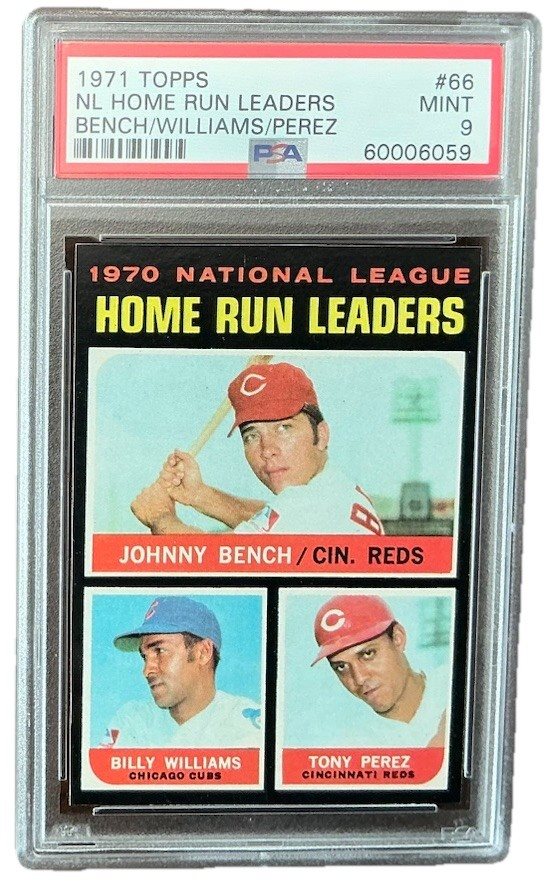 1971 TOPPS #66
NL HOME RUN LEADERS MINT
BENCH/WILLIAMS/PEREZ 9
PSA 60006059
1970 NATIONAL LEAGUE
HOME RUN LEADERS
C
JOHNNY BENCH / CIN. REDS
C
BILLY WILLIAMS
CHICAGO CUBS
TONY PEREZ
CINCINNATI REDS